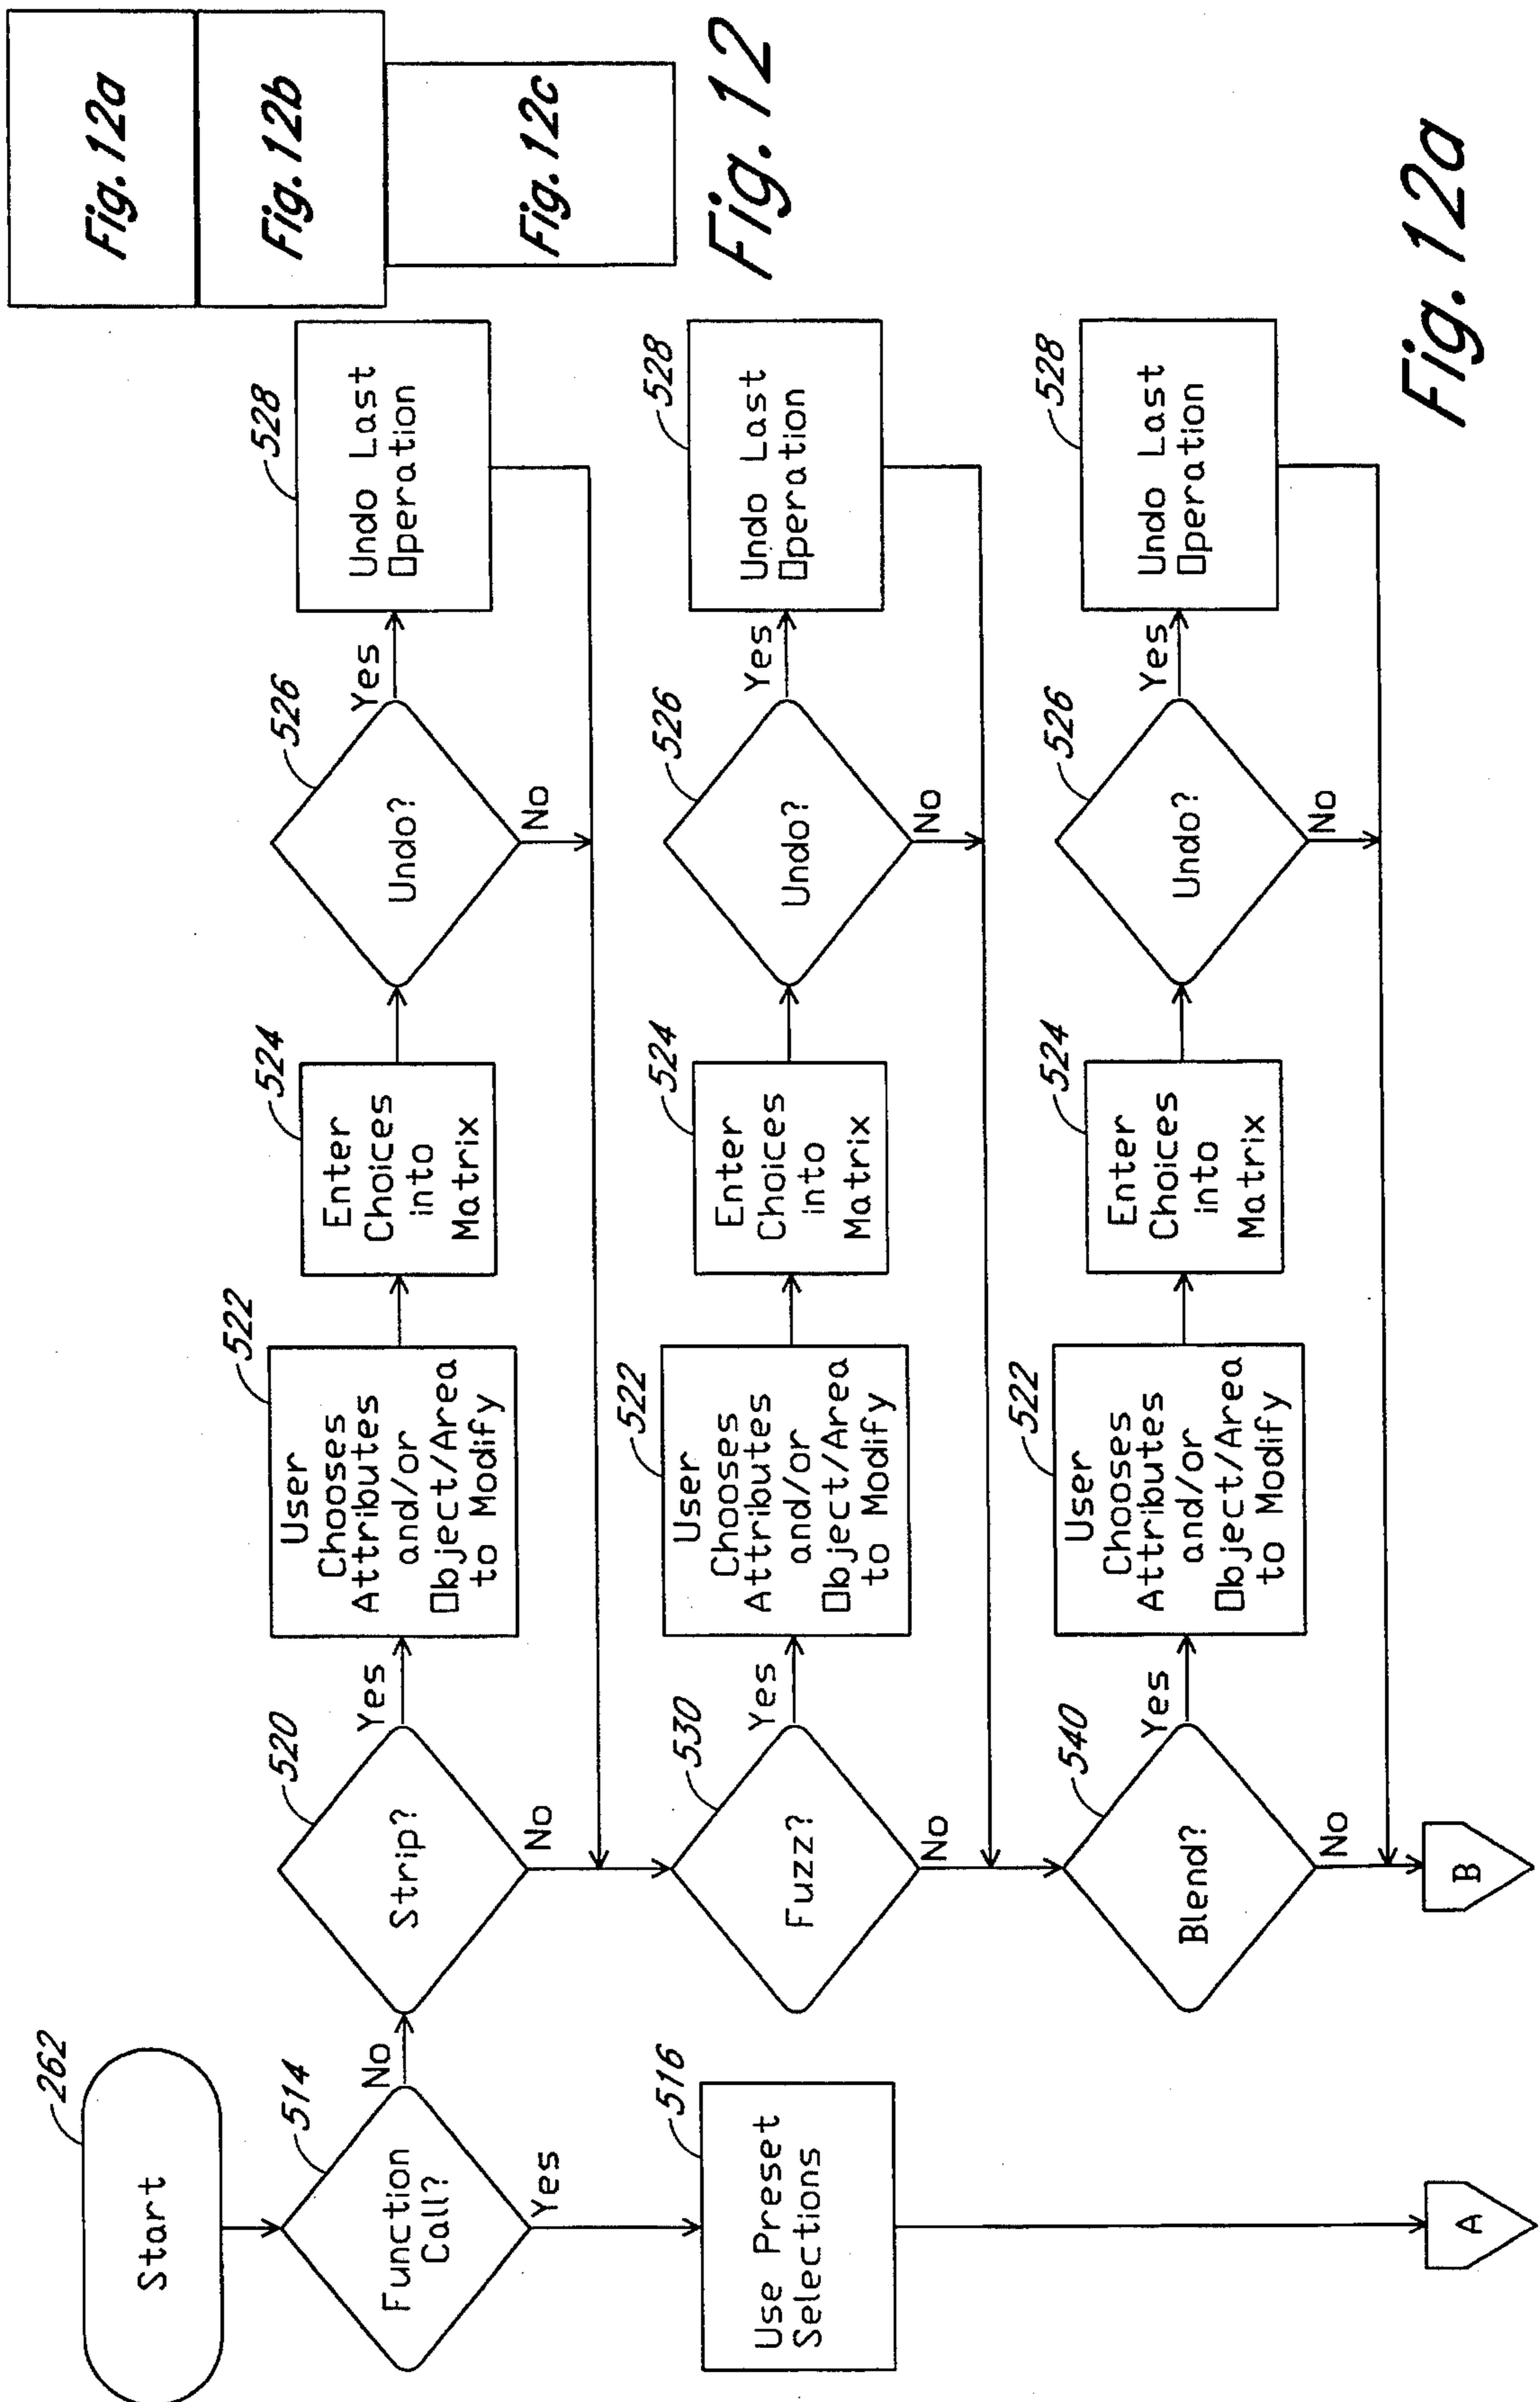 262
Start
514
Function
Call?
No
Yes
516
Use Preset
Selections
A
520
Strip?
Yes
No
522
User
Chooses
Attributes
and/or
Object/Area
to Modify
524
Enter
Choices
into
Matrix
526
Undo?
Yes
No
528
Undo Last
Operation
530
Fuzz?
Yes
No
522
User
Chooses
Attributes
and/or
Object/Area
to Modify
524
Enter
Choices
into
Matrix
526
Undo?
Yes
No
528
Undo Last
Operation
540
Blend?
Yes
No
522
User
Chooses
Attributes
and/or
Object/Area
to Modify
524
Enter
Choices
into
Matrix
526
Undo?
Yes
No
528
Undo Last
Operation
B
Fig. 12a
Fig. 12b
Fig. 12c
Fig. 12
Fig. 12a